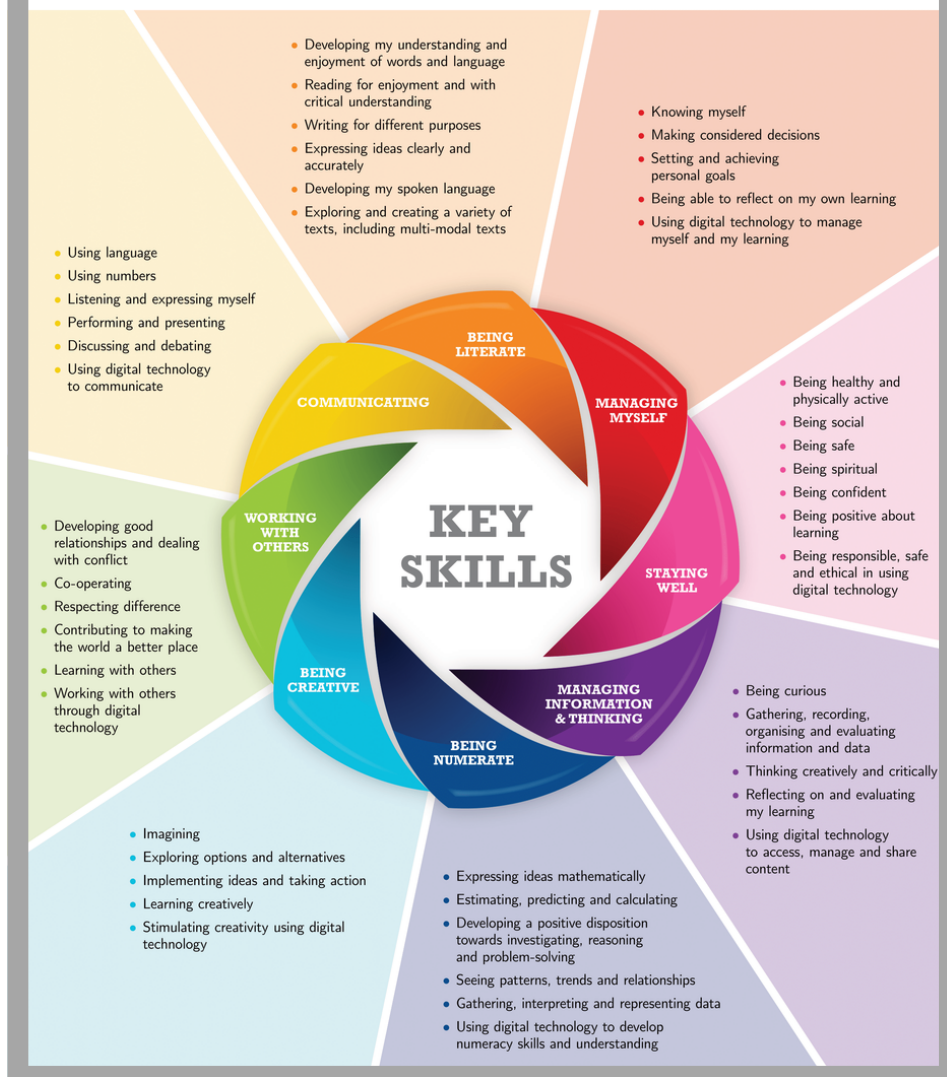 KEY
SKILLS
BEING
LITERATE
• Developing my understanding and
enjoyment of words and language
• Reading for enjoyment and with
critical understanding
• Writing for different purposes
• Expressing ideas clearly and
accurately
• Developing my spoken language
• Exploring and creating a variety of
texts, including multi-modal texts
MANAGING
MYSELF
• Knowing myself
• Making considered decisions
• Setting and achieving
personal goals
• Being able to reflect on my own learning
• Using digital technology to manage
myself and my learning
STAYING
WELL
• Being healthy and
physically active
• Being social
• Being safe
• Being spiritual
• Being confident
• Being positive about
learning
• Being responsible, safe
and ethical in using
digital technology
MANAGING
INFORMATION
& THINKING
• Being curious
• Gathering, recording,
organising and evaluating
information and data
• Thinking creatively and critically
• Reflecting on and evaluating
my learning
• Using digital technology
to access, manage and share
content
BEING
NUMERATE
• Expressing ideas mathematically
• Estimating, predicting and calculating
• Developing a positive disposition
towards investigating, reasoning
and problem-solving
• Seeing patterns, trends and relationships
• Gathering, interpreting and representing data
• Using digital technology to develop
numeracy skills and understanding
BEING
CREATIVE
• Imagining
• Exploring options and alternatives
• Implementing ideas and taking action
• Learning creatively
• Stimulating creativity using digital
technology
WORKING
WITH
OTHERS
• Developing good
relationships and dealing
with conflict
• Co-operating
• Respecting difference
• Contributing to making
the world a better place
• Learning with others
• Working with others
through digital
technology
COMMUNICATING
• Using language
• Using numbers
• Listening and expressing myself
• Performing and presenting
• Discussing and debating
• Using digital technology
to communicate